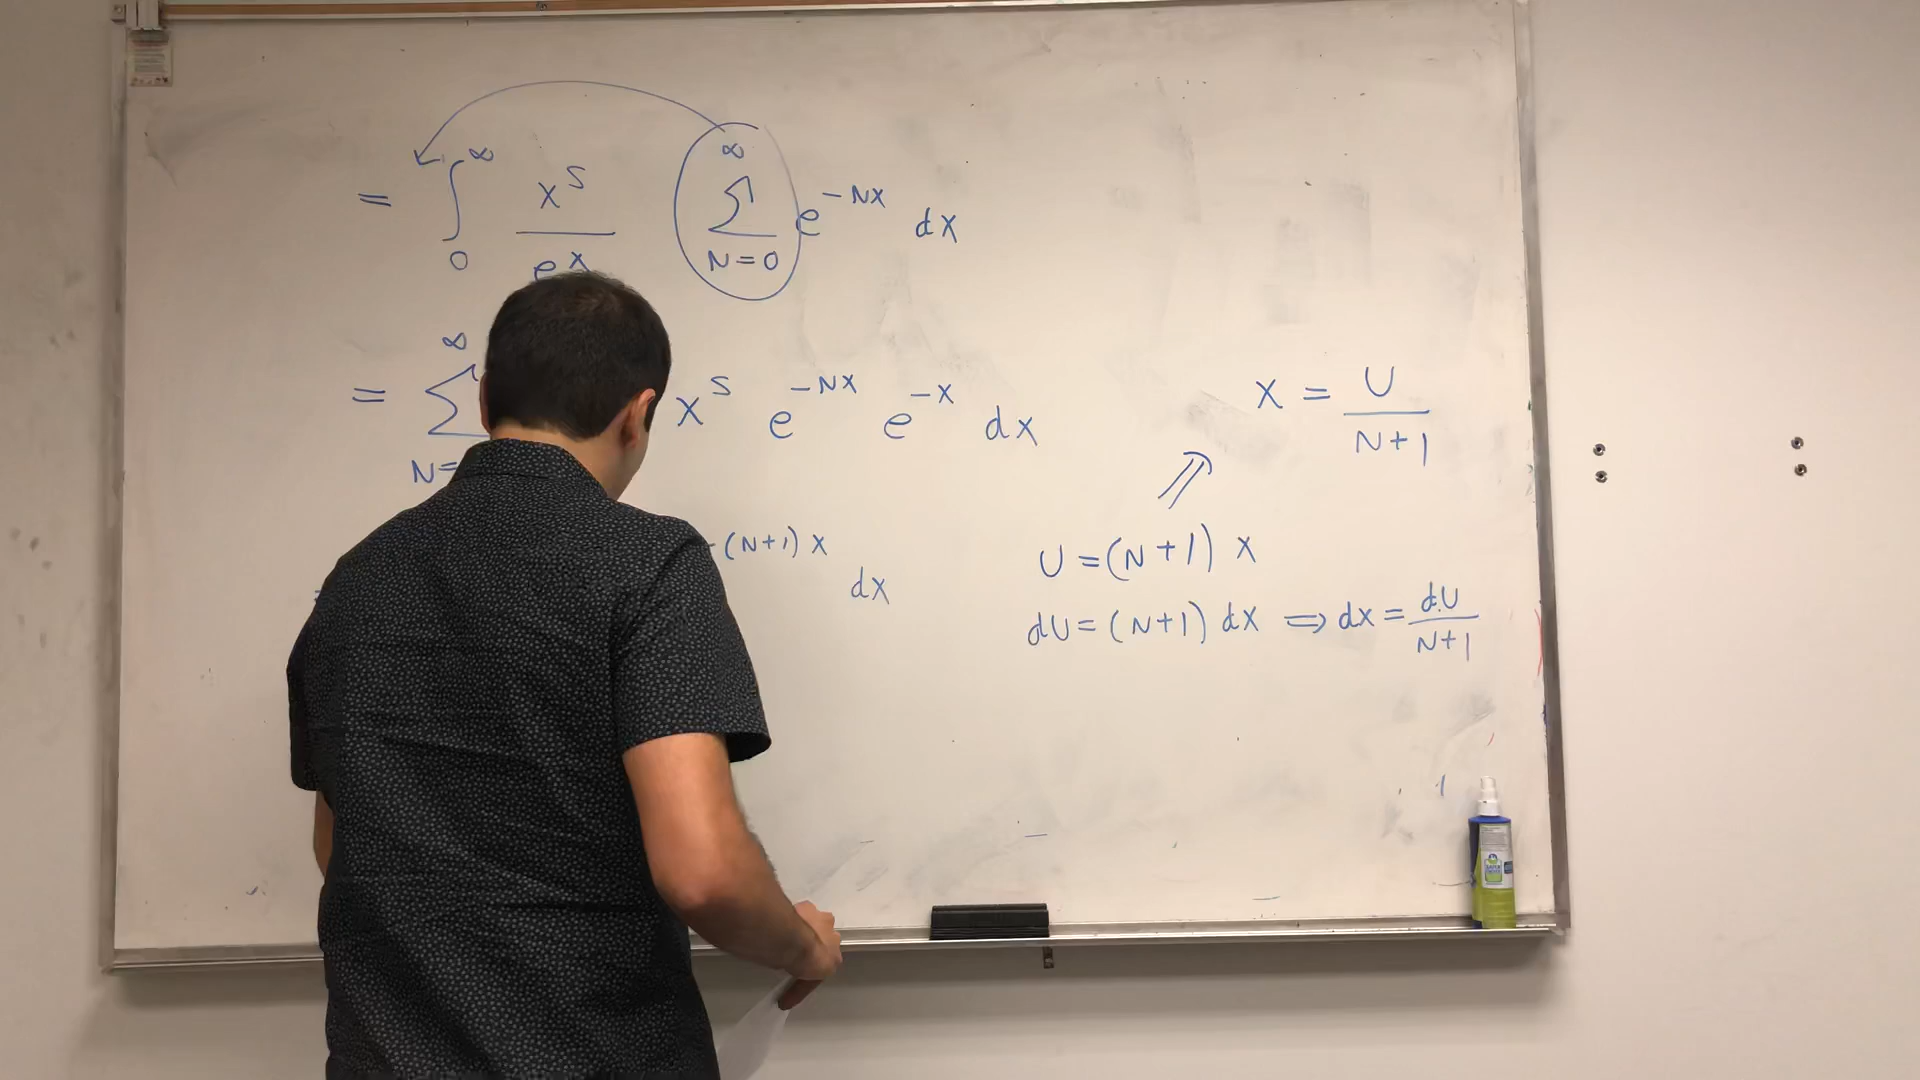 = ∫₀^∞ x^s / e^x ∑_{N=0}^∞ e^{-Nx} dx
= ∑_{N=}^∞ x^s e^{-Nx} e^{-x} dx
x = U / N+1
-(N+1)x dx
U = (N+1) x
dU = (N+1) dx ⇒ dx = dU / N+1